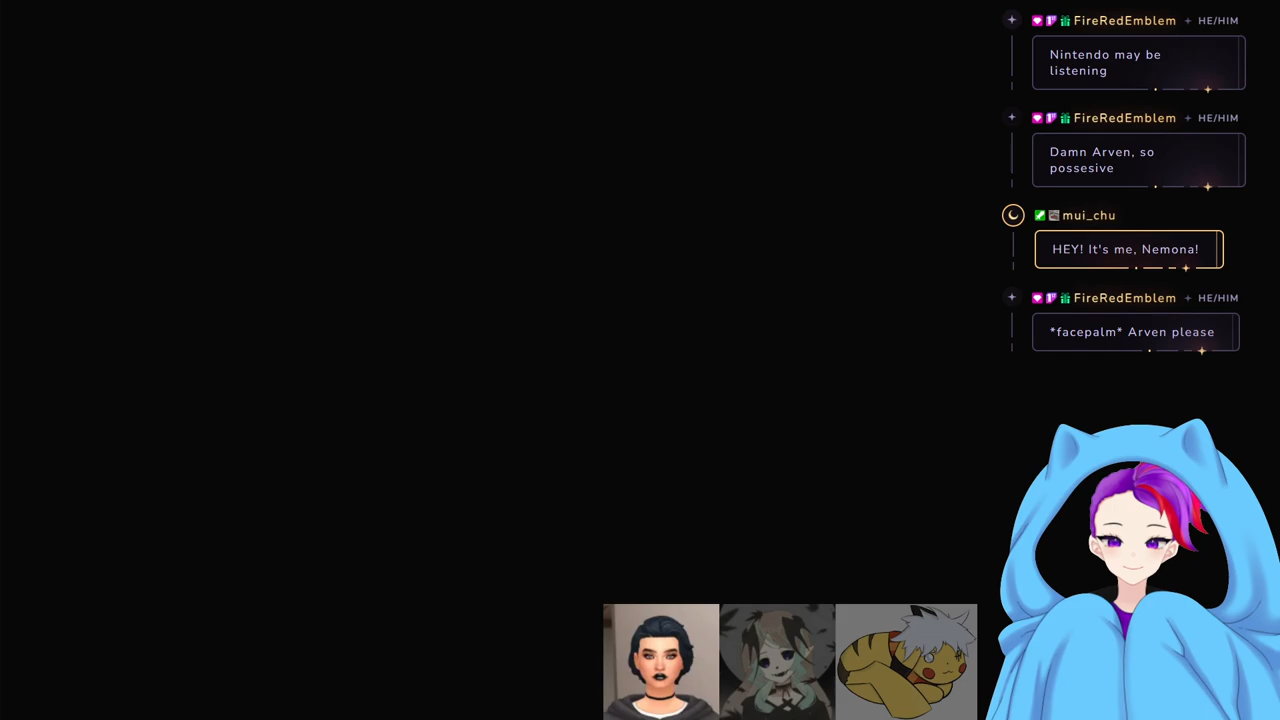 FireRedEmblem HE/HIM
Nintendo may be
listening
FireRedEmblem HE/HIM
Damn Arven, so
possesive
mui_chu
HEY! It's me, Nemona!
FireRedEmblem HE/HIM
*facepalm* Arven please